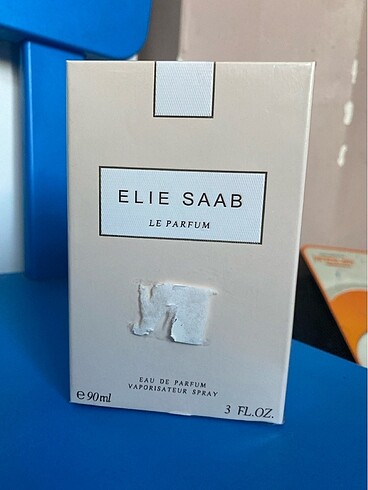 ELIE SAAB
LE PARFUM
EAU DE PARFUM
VAPORISATEUR SPRAY
e 90ml
3 FL.OZ.